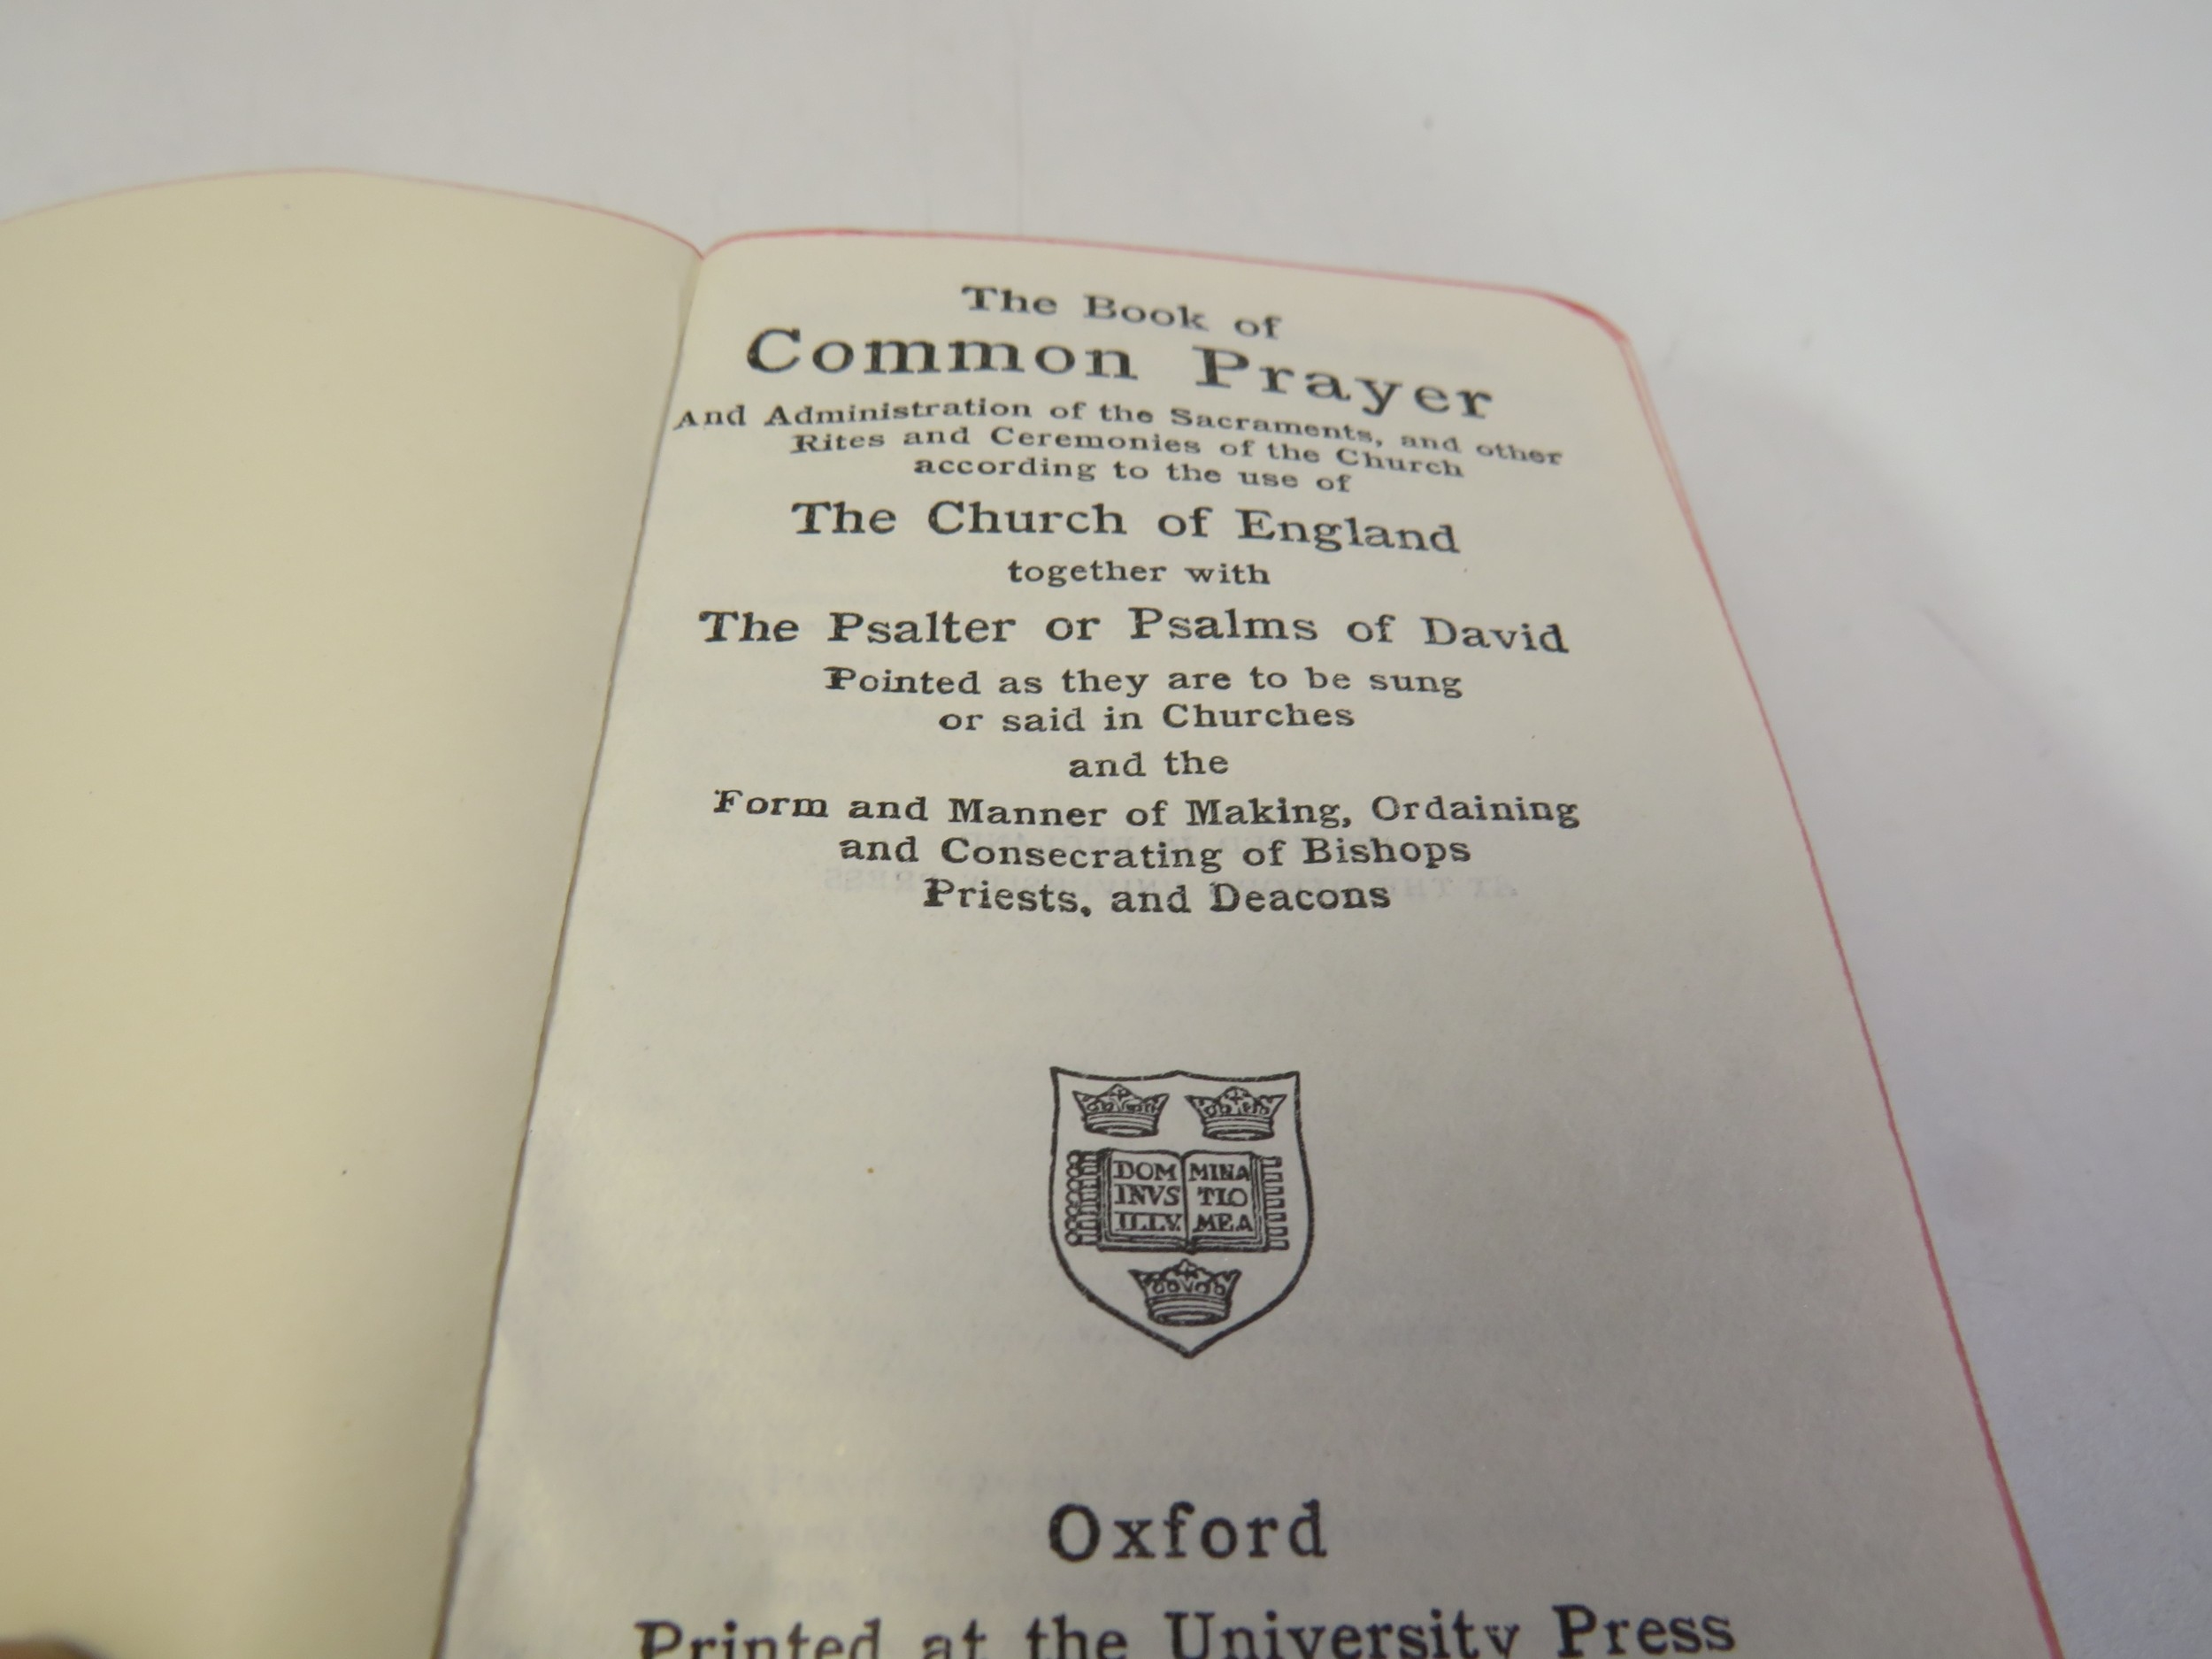 The Book of
Common Prayer
And Administration of the Sacraments, and other
Rites and Ceremonies of the Church
according to the use of
The Church of England
together with
The Psalter or Psalms of David
Pointed as they are to be sung
or said in Churches
and the
Form and Manner of Making, Ordaining
and Consecrating of Bishops
Priests, and Deacons
DOM MINA
INVS TIO
ILLV MEA
Oxford
Printed at the University Press